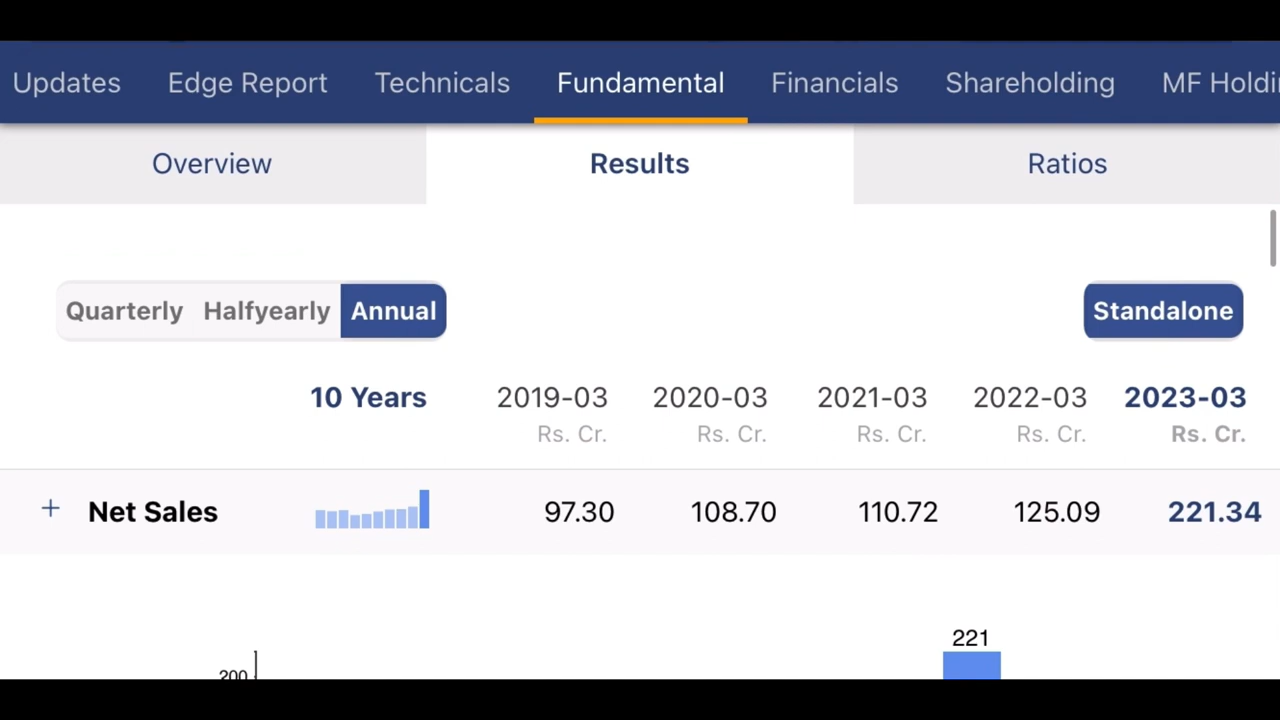 Updates Edge Report Technicals Fundamental Financials Shareholding MF Holdi
Overview Results Ratios
Quarterly Halfyearly Annual Standalone
10 Years 2019-03 2020-03 2021-03 2022-03 2023-03
Rs. Cr. Rs. Cr. Rs. Cr. Rs. Cr. Rs. Cr.
+ Net Sales 97.30 108.70 110.72 125.09 221.34
221
200